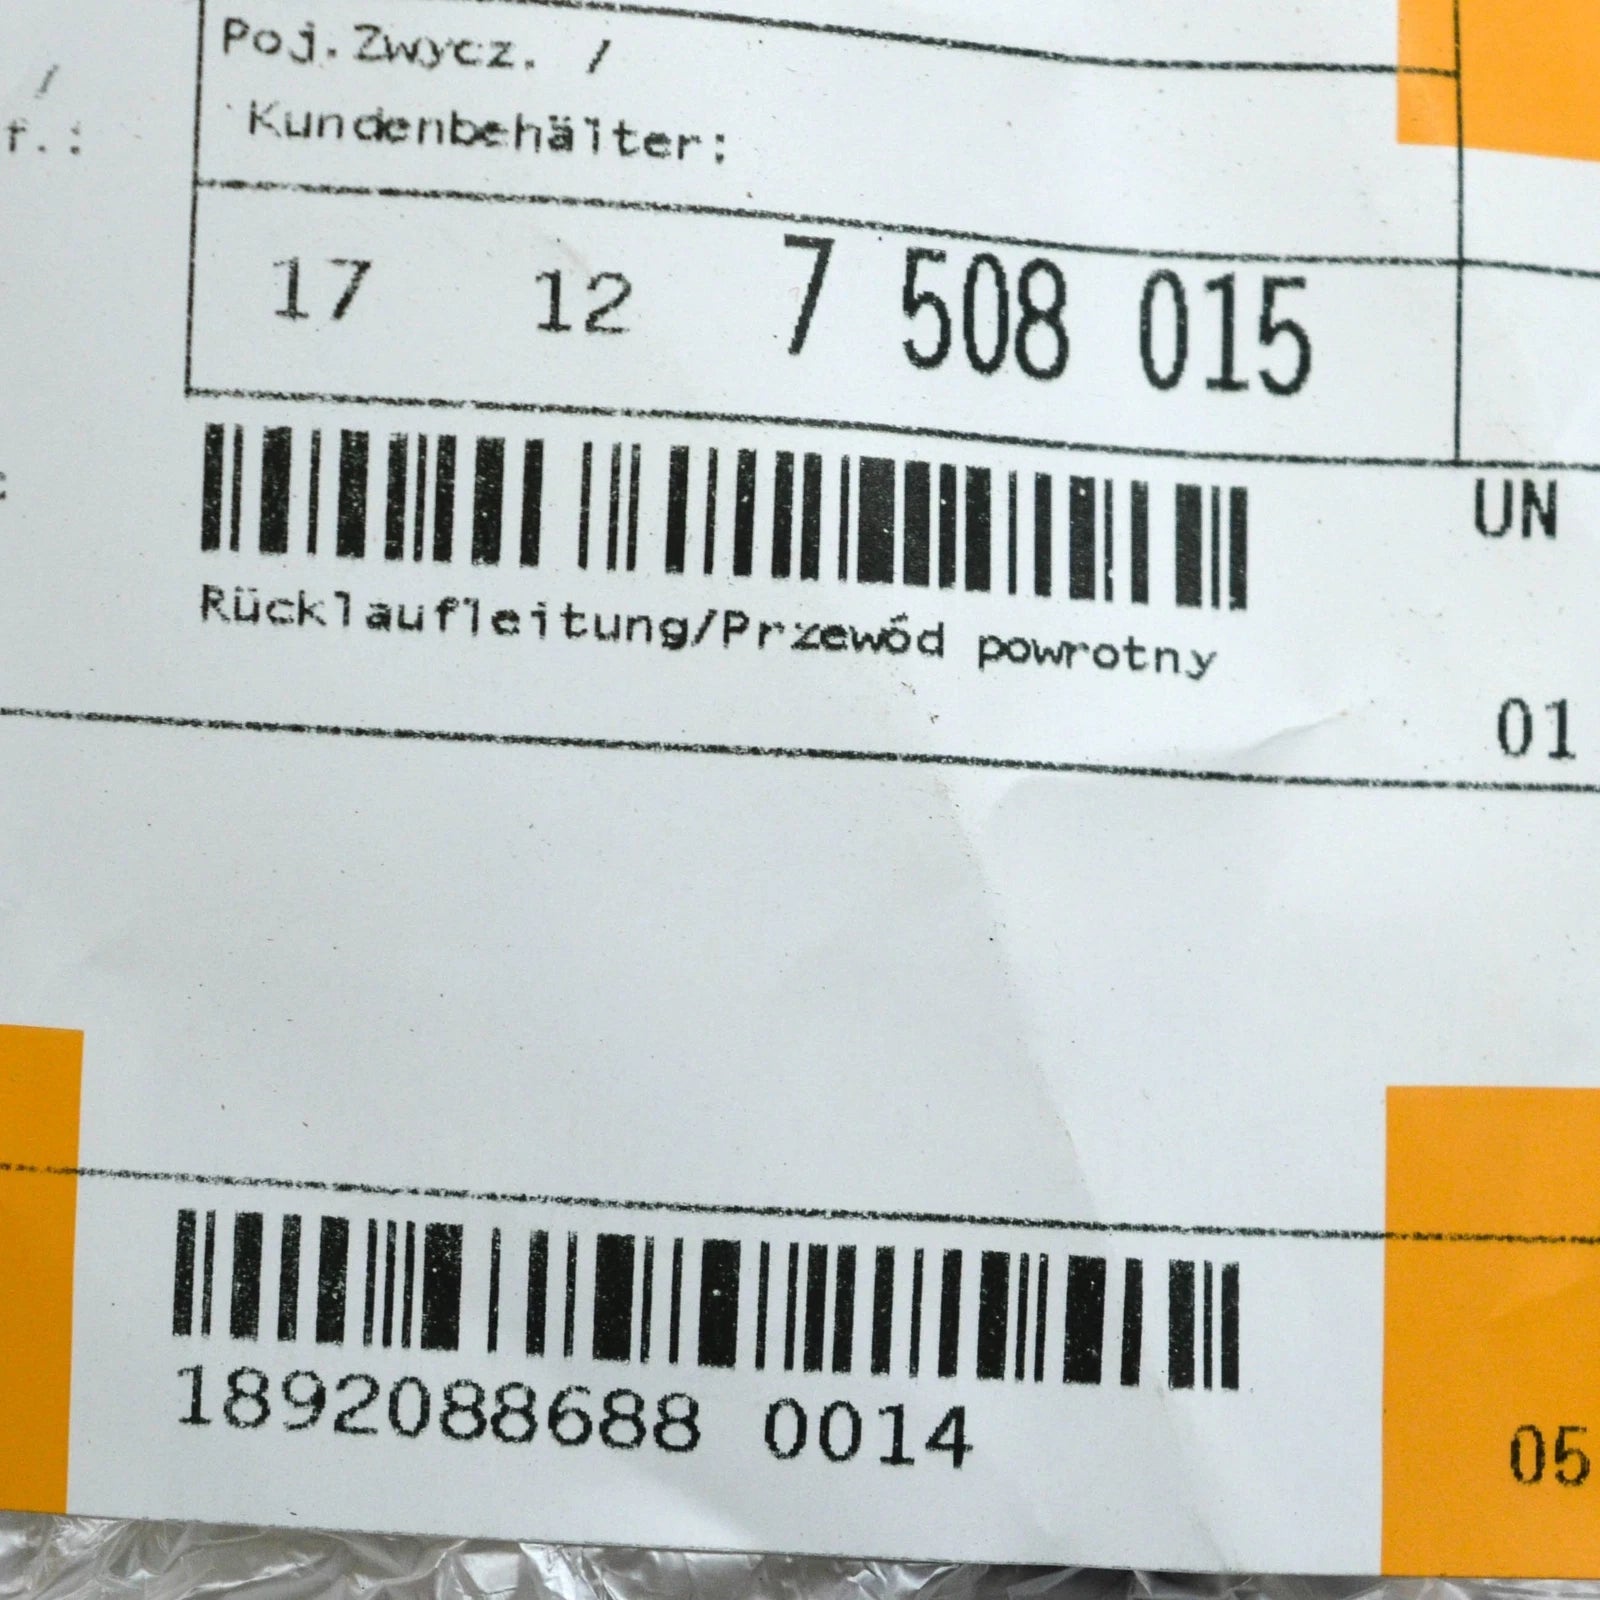 Poj.Zwycz. /
/
Kundenbehälter:
f.:
17 12 7 508 015
UN
Rücklaufleitung/Przewód powrotny
01
1892088688 0014
05